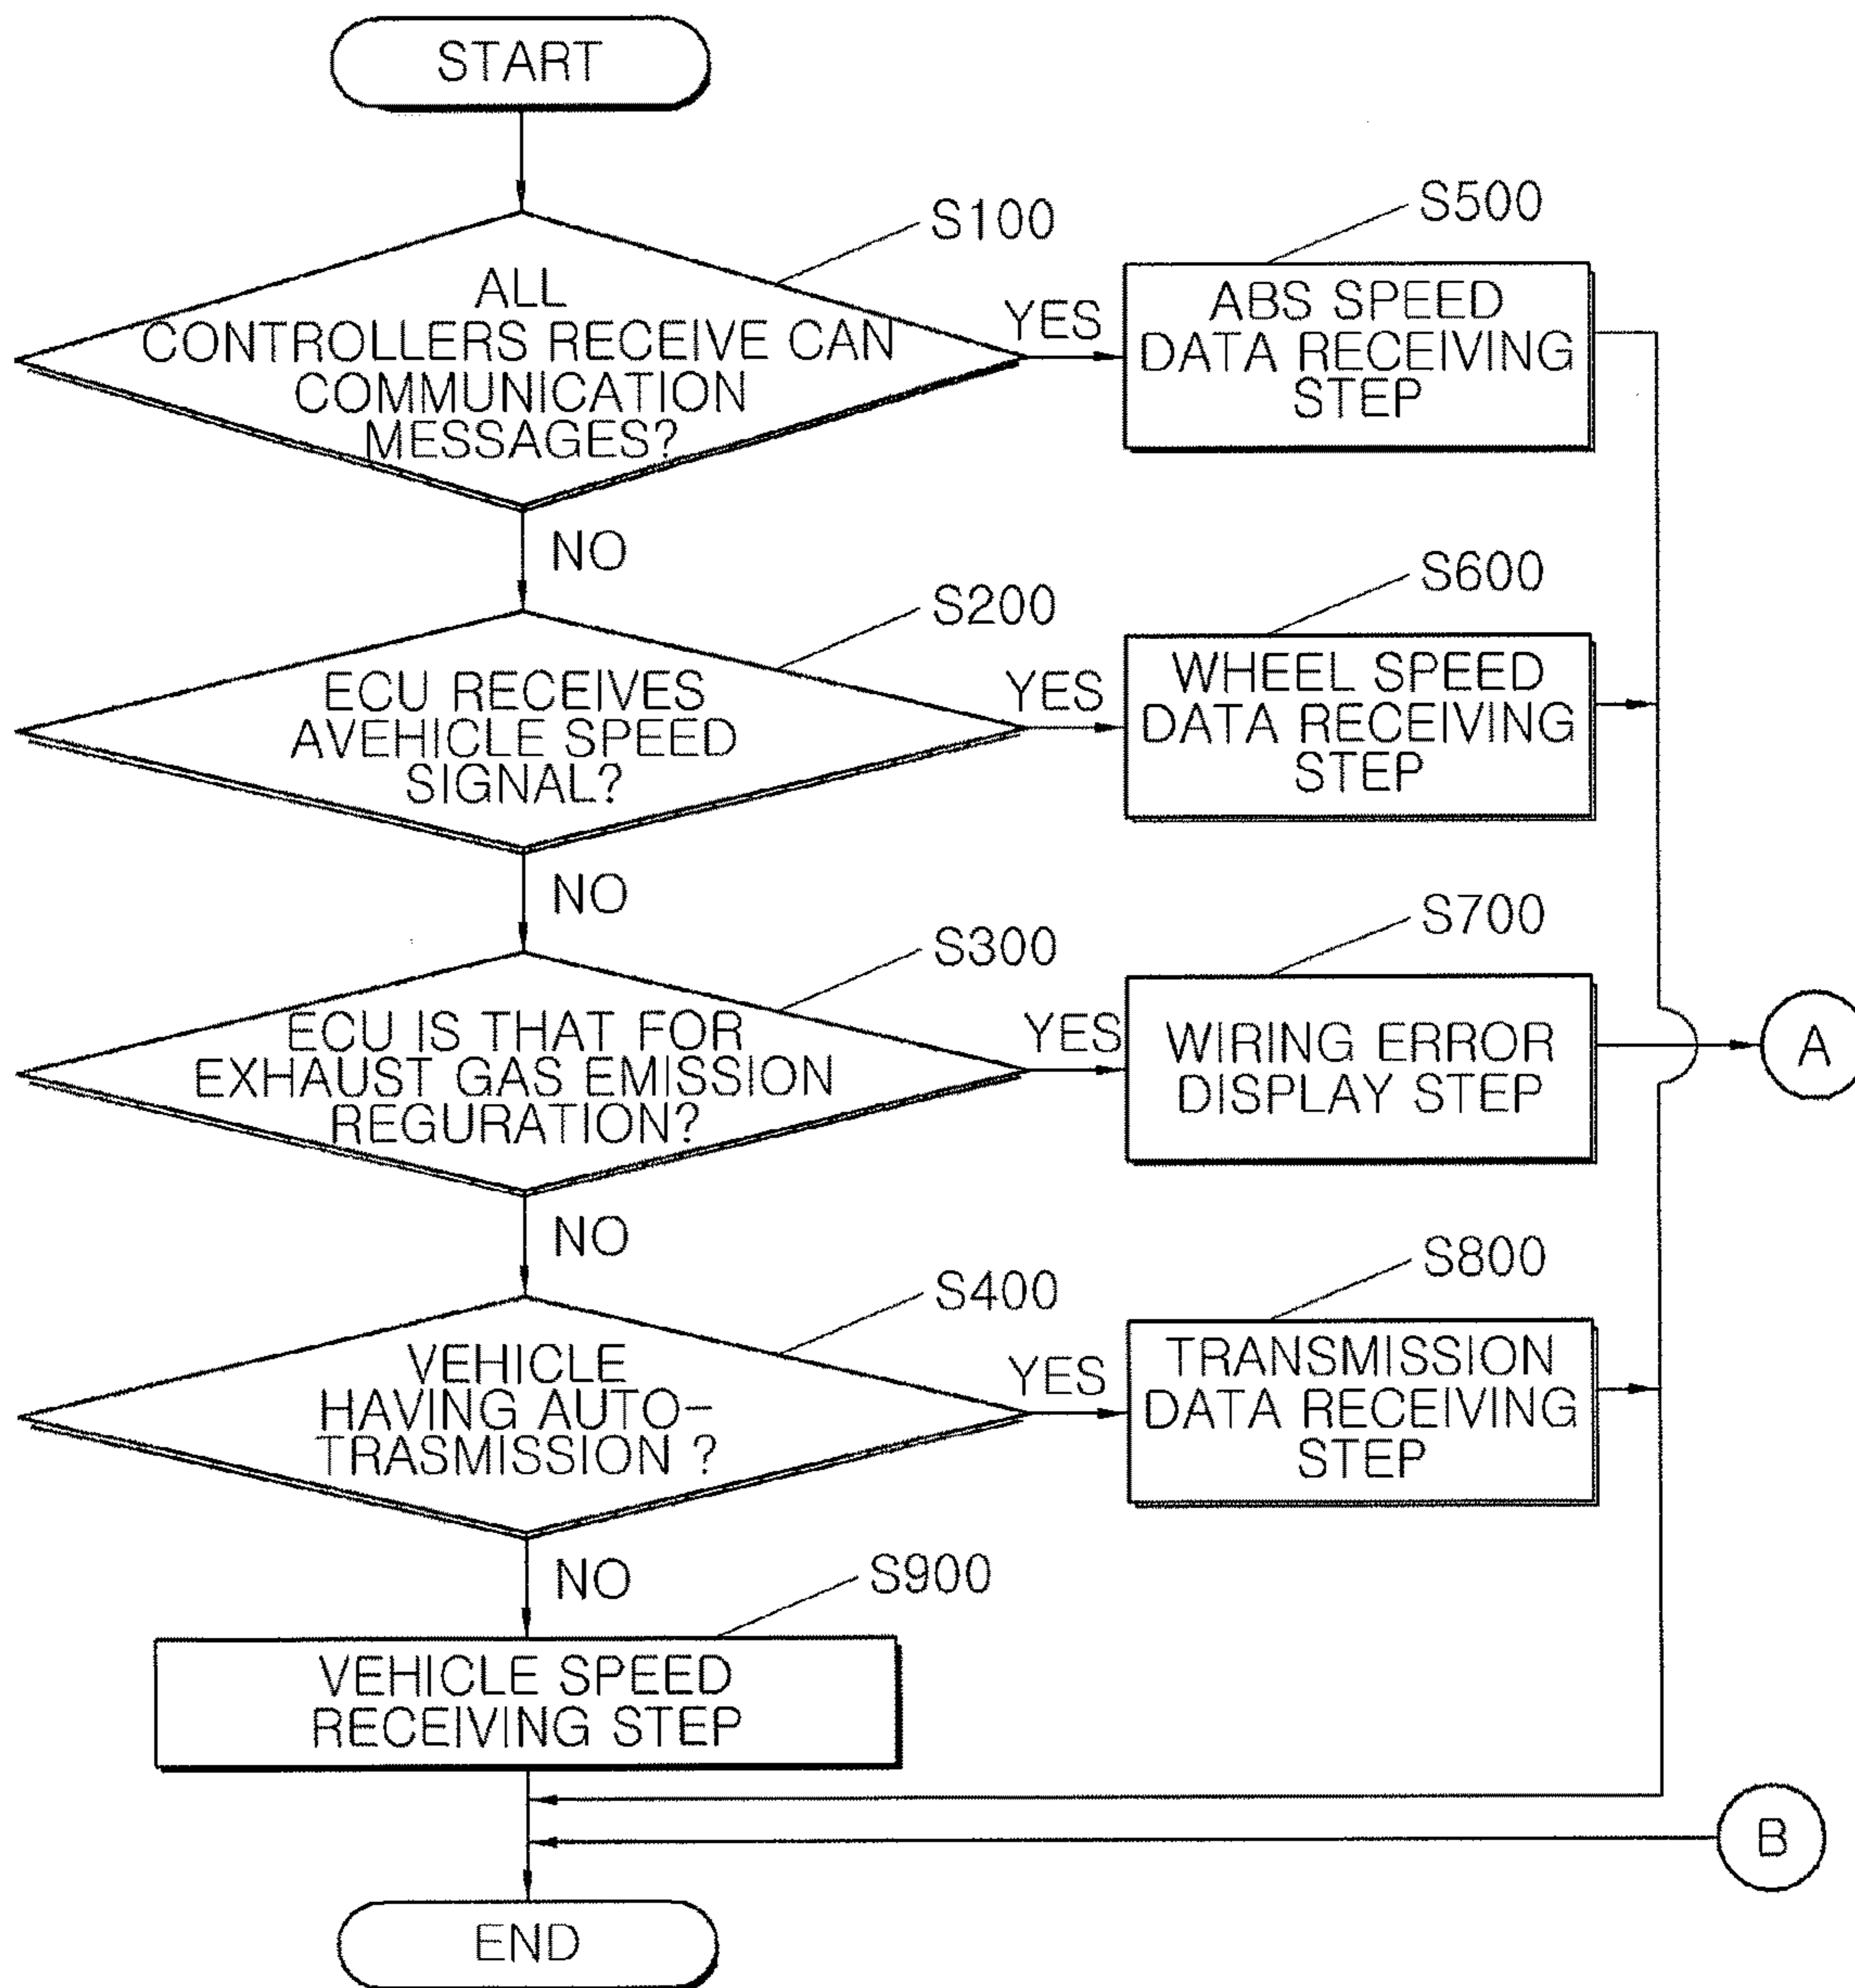 START
S100
ALL
CONTROLLERS RECEIVE CAN
COMMUNICATION
MESSAGES?
YES
S500
ABS SPEED
DATA RECEIVING
STEP
NO
S200
ECU RECEIVES
AVEHICLE SPEED
SIGNAL?
YES
S600
WHEEL SPEED
DATA RECEIVING
STEP
NO
S300
ECU IS THAT FOR
EXHAUST GAS EMISSION
REGURATION?
YES
S700
WIRING ERROR
DISPLAY STEP
A
NO
S400
VEHICLE
HAVING AUTO-
TRASMISSION ?
YES
S800
TRANSMISSION
DATA RECEIVING
STEP
NO
S900
VEHICLE SPEED
RECEIVING STEP
B
END